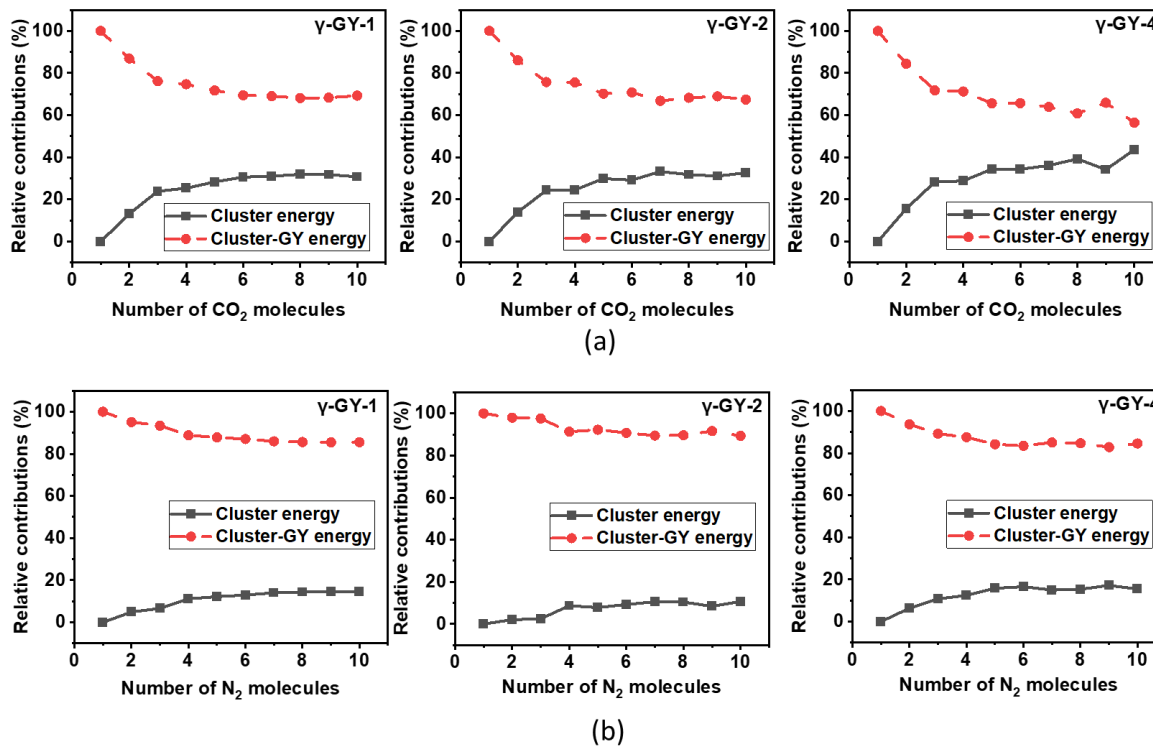 γ-GY-1
Relative contributions (%)
100
80
60
40
20
0
Cluster energy
Cluster-GY energy
0 2 4 6 8 10
Number of CO2 molecules
γ-GY-2
Relative contributions (%)
100
80
60
40
20
0
Cluster energy
Cluster-GY energy
0 2 4 6 8 10
Number of CO2 molecules
γ-GY-4
Relative contributions (%)
100
80
60
40
20
0
Cluster energy
Cluster-GY energy
0 2 4 6 8 10
Number of CO2 molecules
(a)
γ-GY-1
Relative contributions (%)
100
80
60
40
20
0
Cluster energy
Cluster-GY energy
0 2 4 6 8 10
Number of N2 molecules
γ-GY-2
Relative contributions (%)
100
80
60
40
20
0
Cluster energy
Cluster-GY energy
0 2 4 6 8 10
Number of N2 molecules
γ-GY-4
Relative contributions (%)
100
80
60
40
20
0
Cluster energy
Cluster-GY energy
0 2 4 6 8 10
Number of N2 molecules
(b)